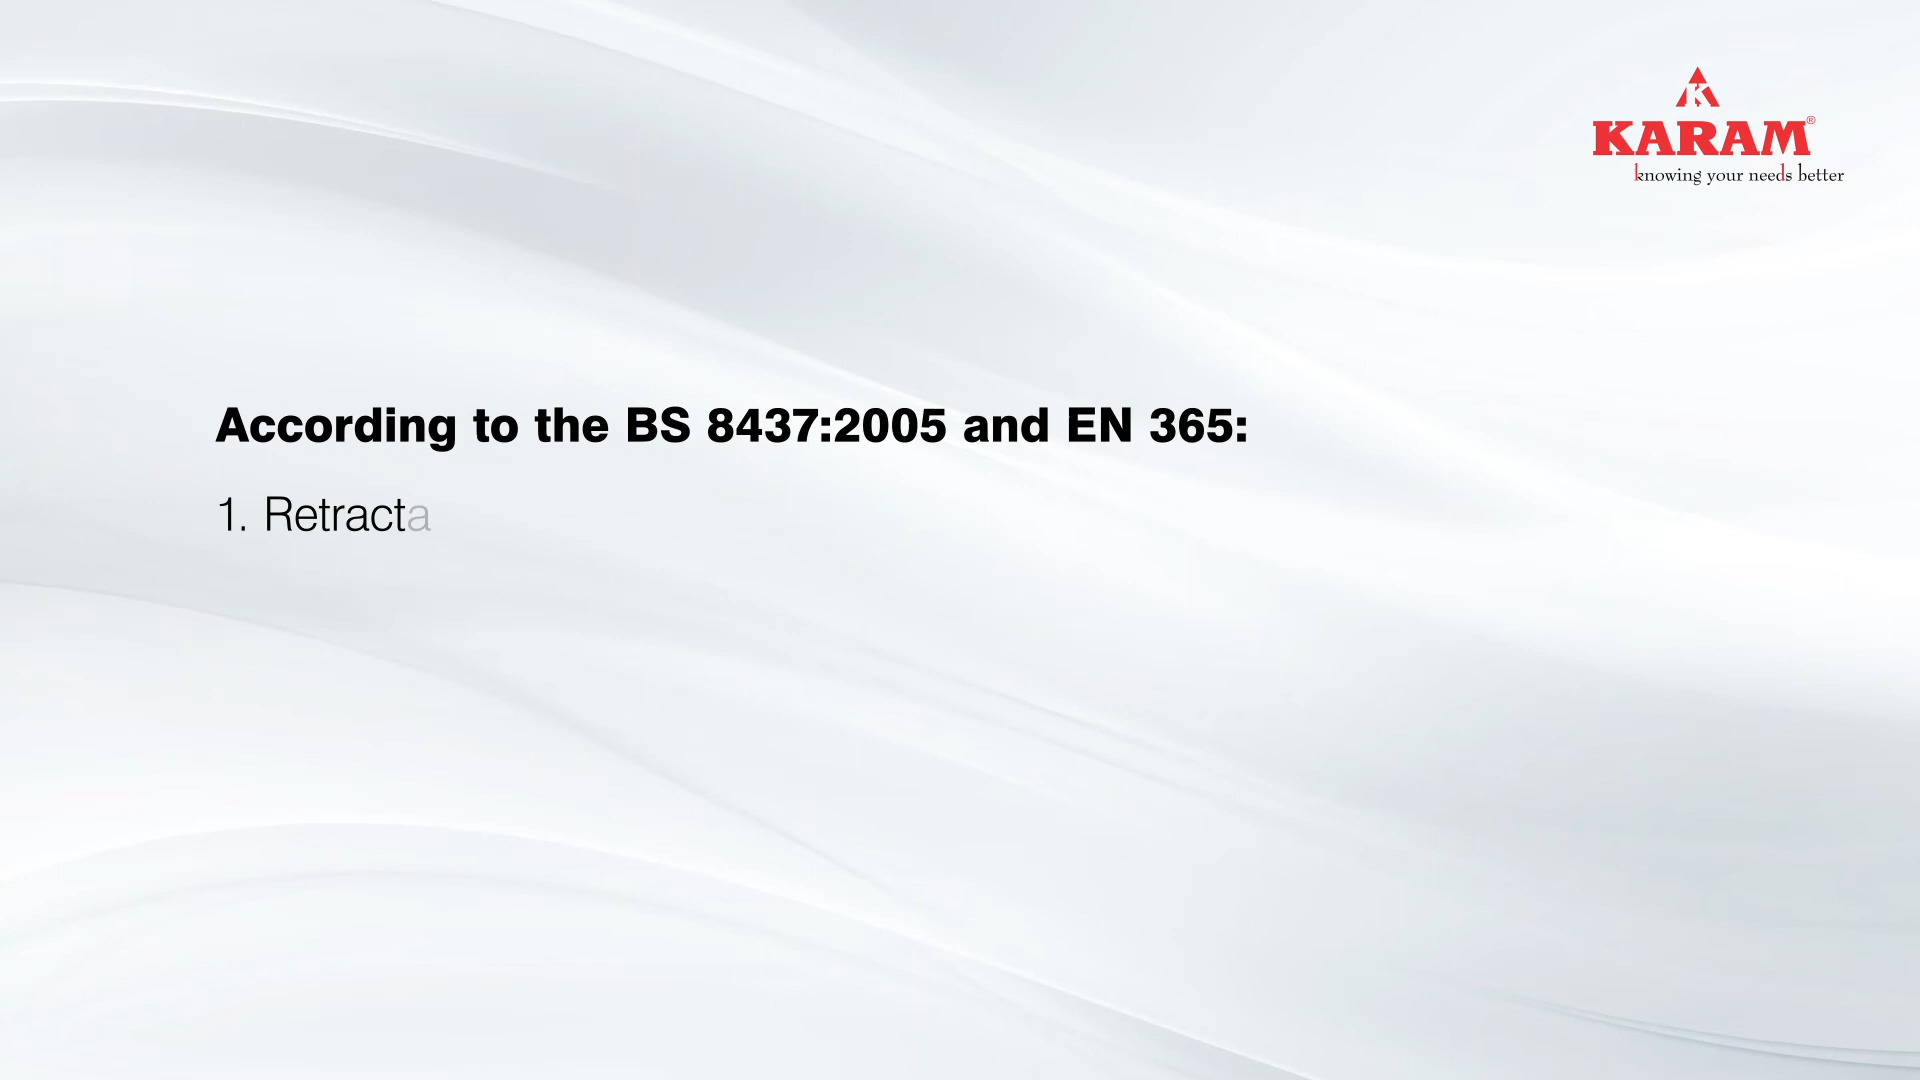 K
KARAM®
knowing your needs better
According to the BS 8437:2005 and EN 365:
1. Retracta